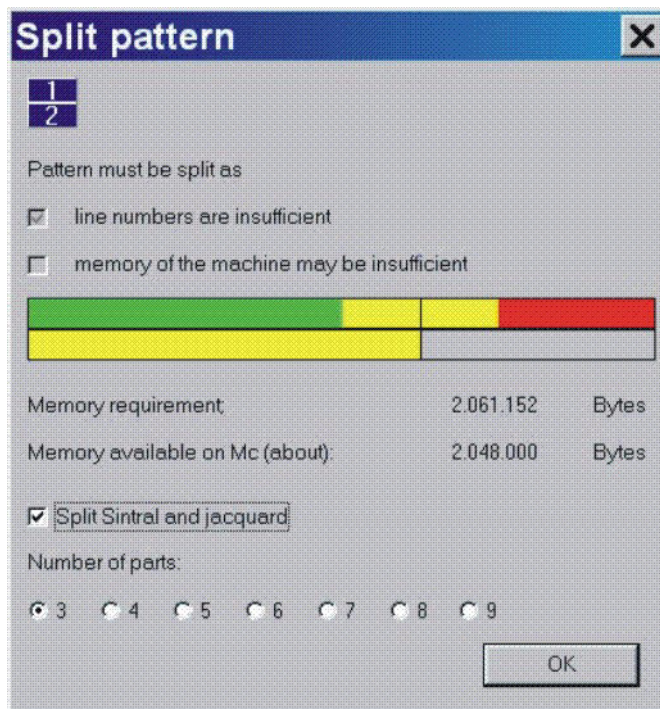 Split pattern
1
2
Pattern must be split as
line numbers are insufficient
memory of the machine may be insufficient
Memory requirement; 2.061.152 Bytes
Memory available on Mc (about): 2.048.000 Bytes
Split Sintral and jacquard
Number of parts:
3 4 5 6 7 8 9
OK